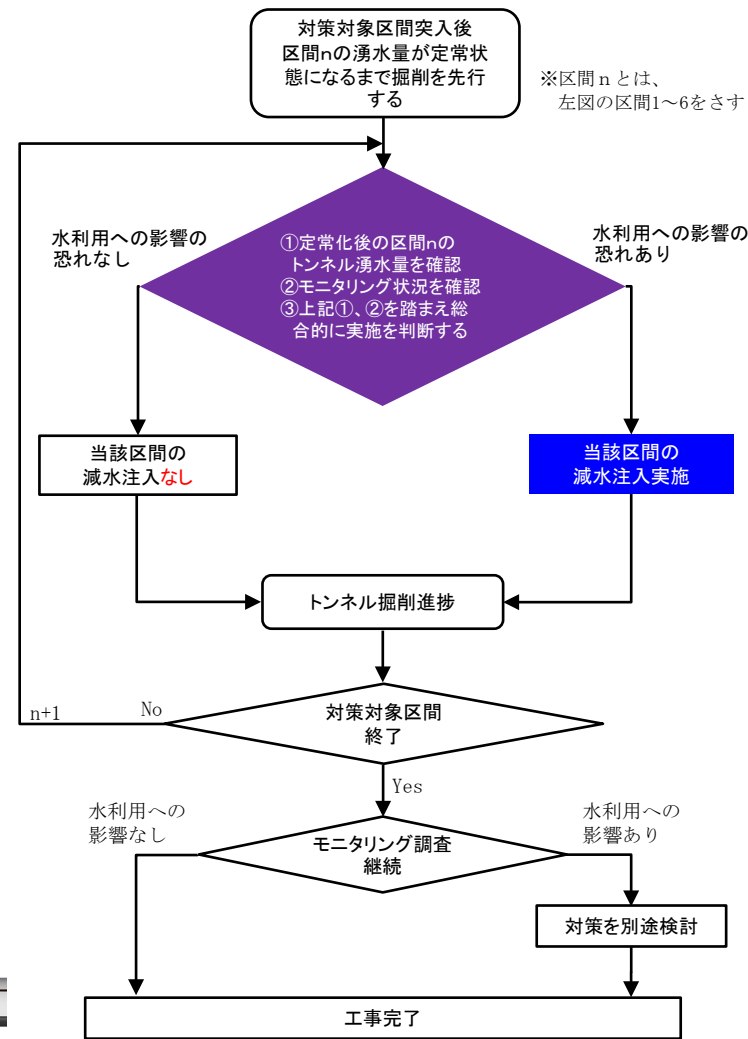 対策対象区間突入後
区間nの湧水量が定常状
態になるまで掘削を先行
する
※区間ｎとは、
左図の区間1～6をさす
水利用への影響の
恐れなし
水利用への影響の
恐れあり
①定常化後の区間nの
トンネル湧水量を確認
②モニタリング状況を確認
③上記①、②を踏まえ総
合的に実施を判断する
当該区間の
減水注入なし
当該区間の
減水注入実施
トンネル掘削進捗
n+1
No
対策対象区間
終了
Yes
水利用への
影響なし
水利用への
影響あり
モニタリング調査
継続
対策を別途検討
工事完了